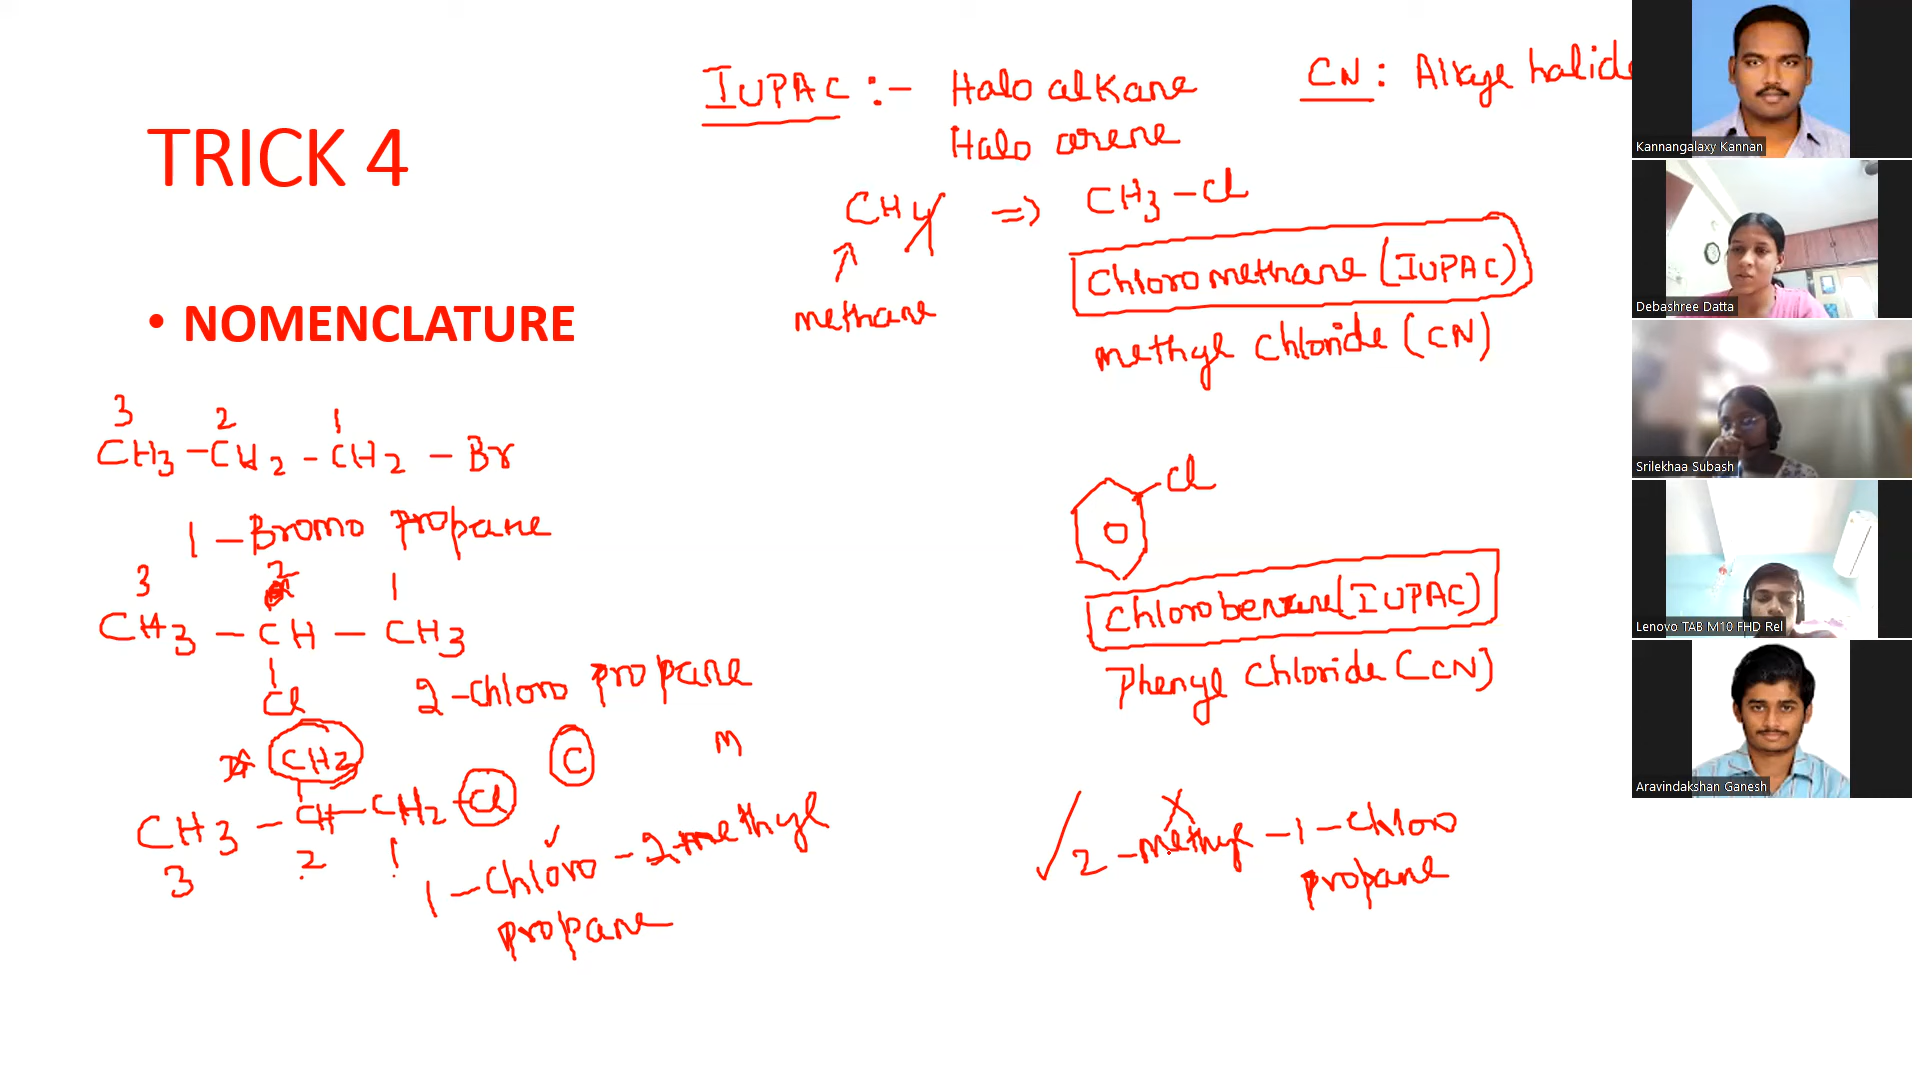 TRICK 4
• NOMENCLATURE
IUPAC :- Halo alkane
Halo arene
CN : Alkyl halide
CH4 ⇒ CH3 - Cl
methane
Chloromethane (IUPAC)
methyl chloride (CN)
3 2 1
CH3 - CH2 - CH2 - Br
1 - Bromo propane
3 2 1
CH3 - CH - CH3
Cl
2 - chloro propane
CH3
CH3 - CH - CH2 - Cl
3 2 1
C
M
1 - Chloro - 2 - methyl
propane
Cl
Chlorobenzene (IUPAC)
Phenyl chloride (CN)
✓ X
2 - methyl - 1 - chloro
propane
Kannangalaxy Kannan
Debashree Datta
Srilekhaa Subash
Lenovo TAB M10 FHD Rel
Aravindakshan Ganesh